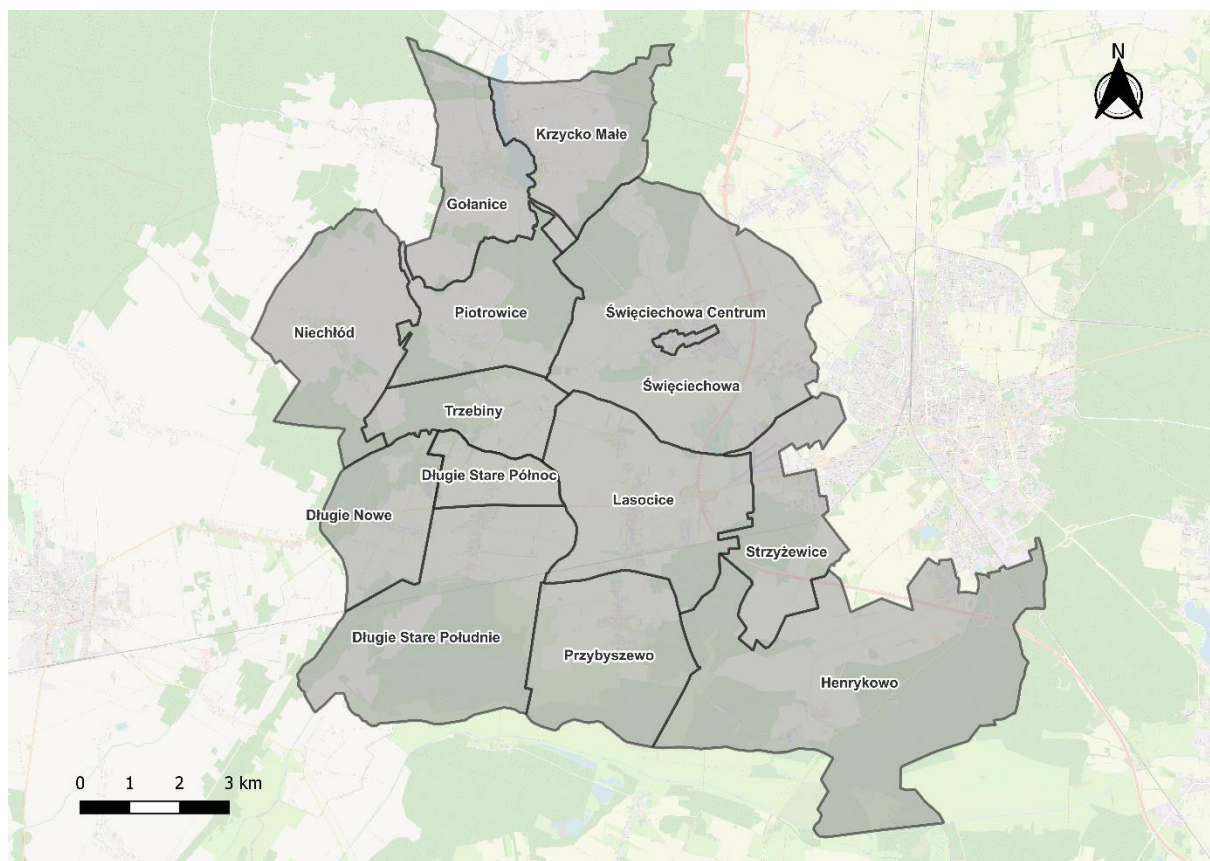 N
Krzycko Małe
Gołanice
Piotrowice
Święciechowa Centrum
Niechłód
Święciechowa
Trzebiny
Długie Stare Północ
Lasocice
Długie Nowe
Strzyżewice
Długie Stare Południe
Przybyszewo
Henrykowo
0 1 2 3 km